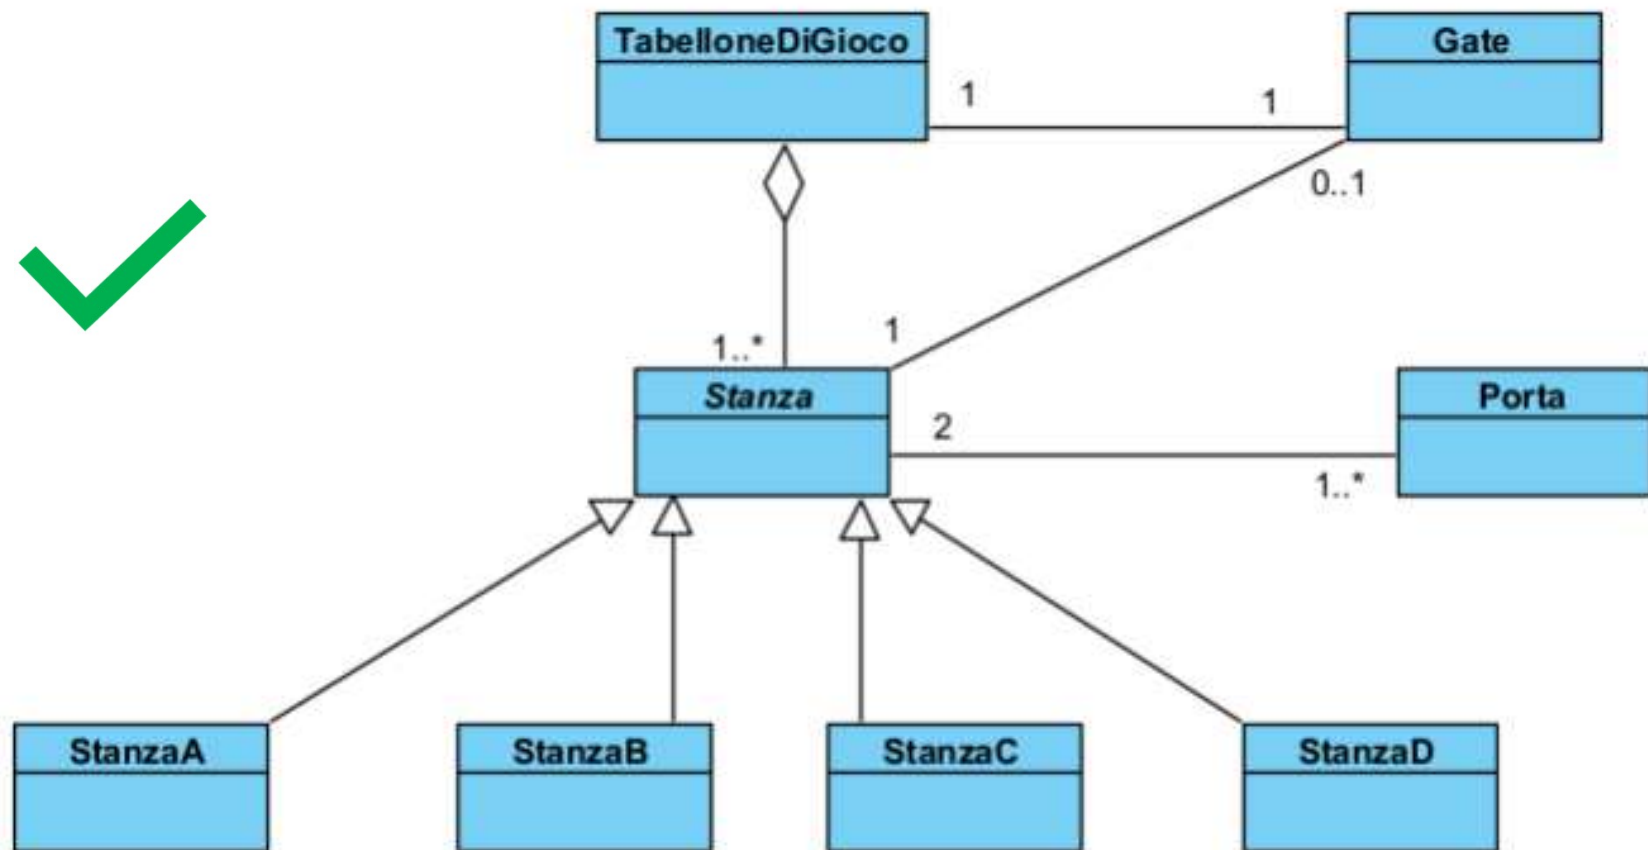 TabelloneDiGioco
Gate
1
1
0..1
1..*
1
Stanza
Porta
2
1..*
StanzaA
StanzaB
StanzaC
StanzaD